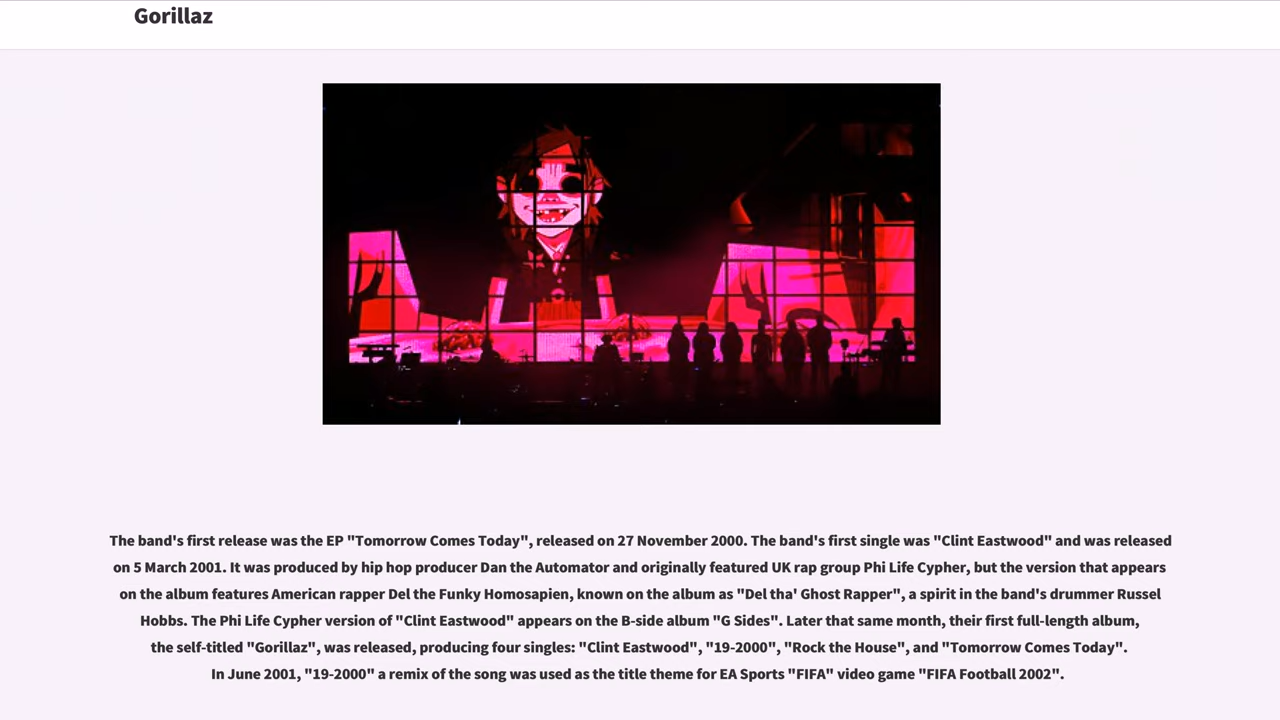 Gorillaz
The band's first release was the EP "Tomorrow Comes Today", released on 27 November 2000. The band's first single was "Clint Eastwood" and was released
on 5 March 2001. It was produced by hip hop producer Dan the Automator and originally featured UK rap group Phi Life Cypher, but the version that appears
on the album features American rapper Del the Funky Homosapien, known on the album as "Del tha' Ghost Rapper", a spirit in the band's drummer Russel
Hobbs. The Phi Life Cypher version of "Clint Eastwood" appears on the B-side album "G Sides". Later that same month, their first full-length album,
the self-titled "Gorillaz", was released, producing four singles: "Clint Eastwood", "19-2000", "Rock the House", and "Tomorrow Comes Today".
In June 2001, "19-2000" a remix of the song was used as the title theme for EA Sports "FIFA" video game "FIFA Football 2002".